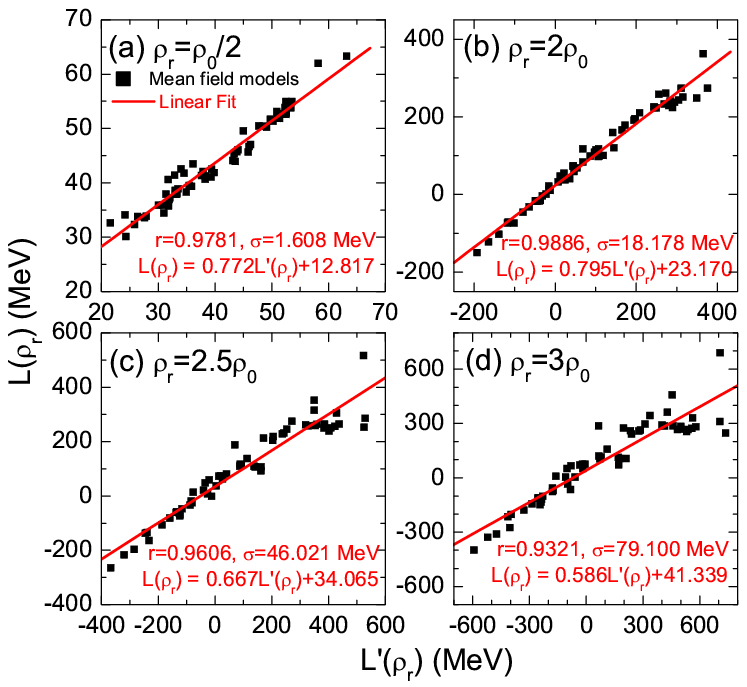 L(ρr) (MeV)
(a) ρr=ρ0/2
Mean field models
Linear Fit
r=0.9781, σ=1.608 MeV
L(ρr) = 0.772L'(ρr)+12.817
70
60
50
40
30
20
20 30 40 50 60 70
(b) ρr=2ρ0
r=0.9886, σ=18.178 MeV
L(ρr) = 0.795L'(ρr)+23.170
400
200
0
-200
-200 0 200 400
(c) ρr=2.5ρ0
r=0.9606, σ=46.021 MeV
L(ρr) = 0.667L'(ρr)+34.065
600
400
200
0
-200
-400
-400 -200 0 200 400 600
(d) ρr=3ρ0
r=0.9321, σ=79.100 MeV
L(ρr) = 0.586L'(ρr)+41.339
600
300
0
-300
-600
-600 -300 0 300 600
L'(ρr) (MeV)